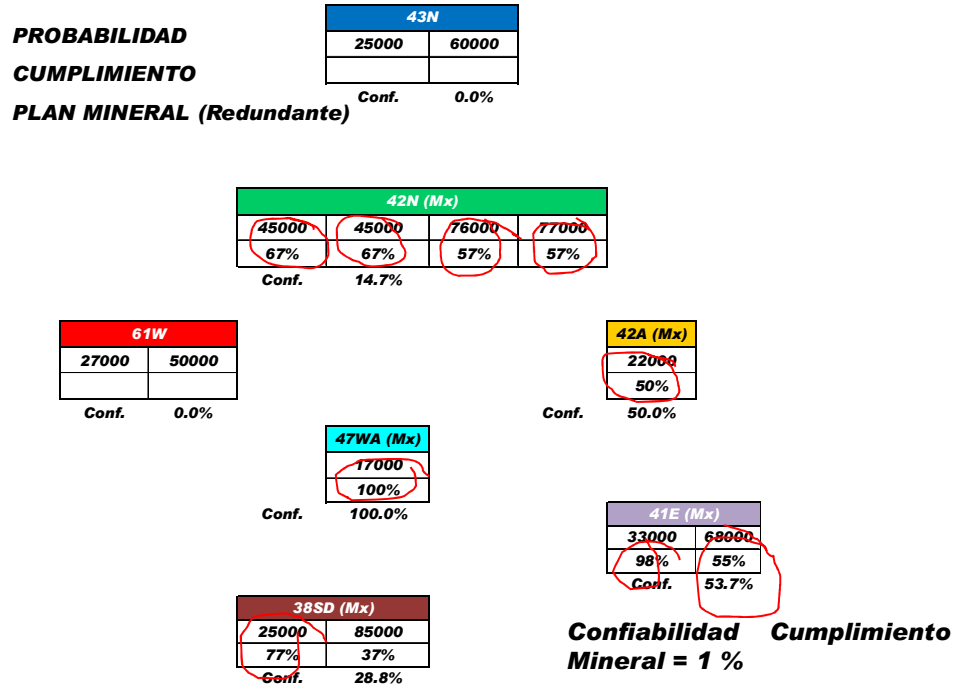 43N
PROBABILIDAD
25000 60000
CUMPLIMIENTO
Conf. 0.0%
PLAN MINERAL (Redundante)
42N (Mx)
45000 45000 76000 77000
67% 67% 57% 57%
Conf. 14.7%
61W
27000 50000
Conf. 0.0%
42A (Mx)
22000
50%
Conf. 50.0%
47WA (Mx)
17000
100%
Conf. 100.0%
41E (Mx)
33000 68000
98% 55%
Conf. 53.7%
38SD (Mx)
25000 85000
77% 37%
Conf. 28.8%
Confiabilidad Cumplimiento
Mineral = 1 %